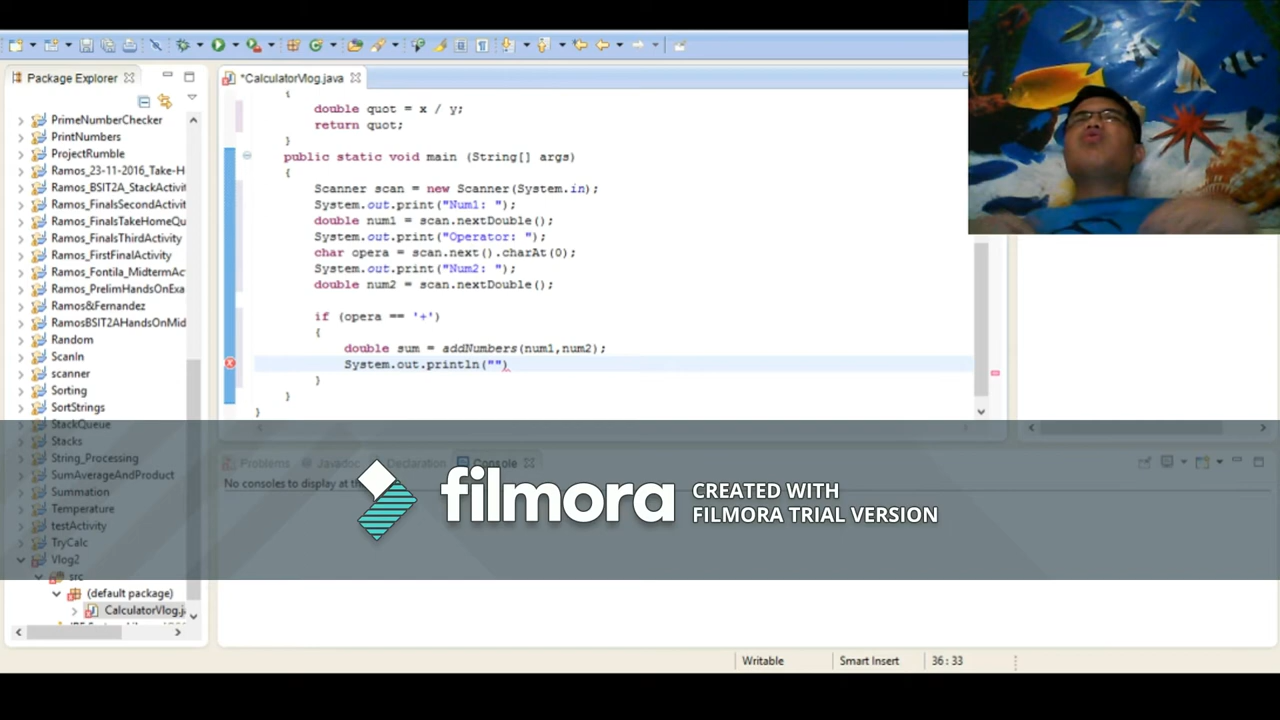 Package Explorer
*CalculatorVlog.java
PrimeNumberChecker
PrintNumbers
ProjectRumble
Ramos_23-11-2016_Take-H
Ramos_BSIT2A_StackActivit
Ramos_FinalsSecondActivit
Ramos_FinalsTakeHomeQu
Ramos_FinalsThirdActivity
Ramos_FirstFinalActivity
Ramos_Fontila_MidtermAc
Ramos_PrelimHandsOnExa
Ramos&Fernandez
RamosBSIT2AHandsOnMid
Random
ScanIn
scanner
Sorting
SortStrings
StackQueue
Stacks
String_Processing
SumAverageAndProduct
Summation
Temperature
testActivity
TryCalc
Vlog2
src
(default package)
CalculatorVlog.j
{
double quot = x / y;
return quot;
}
public static void main (String[] args)
{
Scanner scan = new Scanner(System.in);
System.out.print("Num1: ");
double num1 = scan.nextDouble();
System.out.print("Operator: ");
char opera = scan.next().charAt(0);
System.out.print("Num2: ");
double num2 = scan.nextDouble();
if (opera == '+')
{
double sum = addNumbers(num1,num2);
System.out.println("")
}
}
}
Problems Javadoc Declaration Console
No consoles to display at th
filmora
CREATED WITH
FILMORA TRIAL VERSION
Writable Smart Insert 36:33